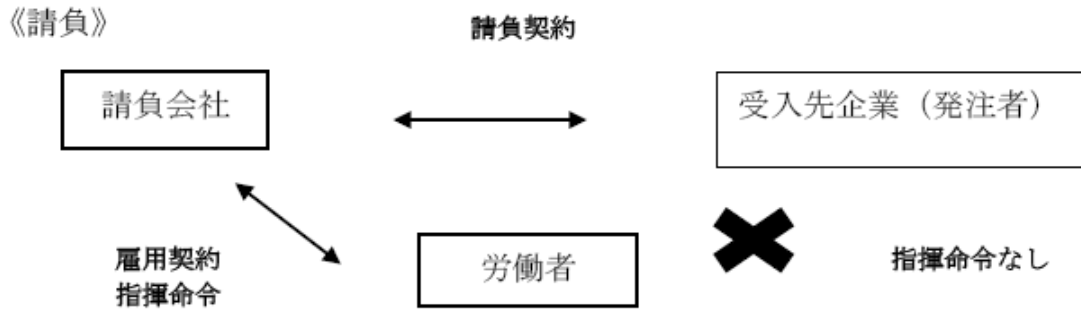 《請負》
請負契約
請負会社
受入先企業（発注者）
雇用契約
指揮命令
労働者
指揮命令なし